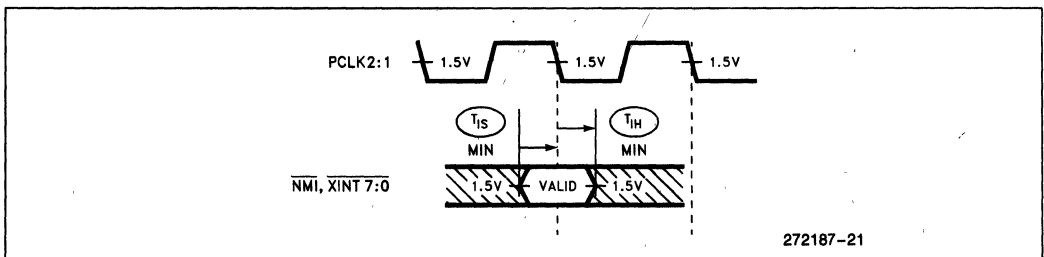 PCLK2:1 1.5V 1.5V 1.5V
TIS TIH
MIN MIN
NMI, XINT 7:0 1.5V VALID 1.5V
272187-21